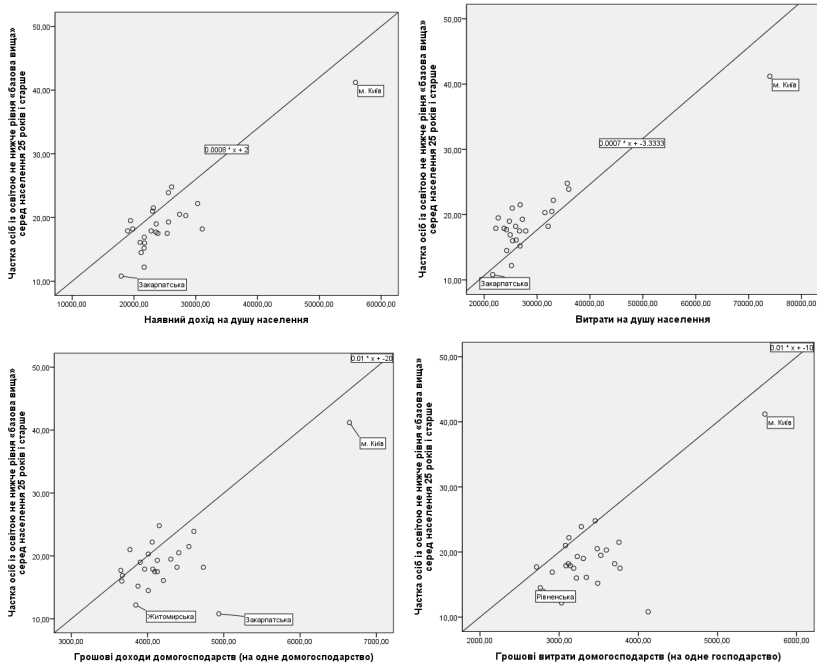 Частка осіб із освітою не нижче рівня «базова вища»
серед населення 25 років і старше
50,00
40,00
30,00
20,00
10,00
м. Київ
0.0008 * x + 2
Закарпатська
10000,00
20000,00
30000,00
40000,00
50000,00
60000,00
Наявний дохід на душу населення
Частка осіб із освітою не нижче рівня «базова вища»
серед населення 25 років і старше
50,00
40,00
30,00
20,00
10,00
м. Київ
0.0007 * x + -3.3333
Закарпатська
20000,00
30000,00
40000,00
50000,00
60000,00
70000,00
80000,00
Витрати на душу населення
Частка осіб із освітою не нижче рівня «базова вища»
серед населення 25 років і старше
50,00
40,00
30,00
20,00
10,00
0.01 * x + -20
м. Київ
Житомирська
Закарпатська
3000,00
4000,00
5000,00
6000,00
7000,00
Грошові доходи домогосподарств (на одне домогосподарство)
Частка осіб із освітою не нижче рівня «базова вища»
серед населення 25 років і старше
50,00
40,00
30,00
20,00
10,00
0.01 * x + -10
м. Київ
Рівненська
2000,00
3000,00
4000,00
5000,00
6000,00
Грошові витрати домогосподарств (на одне господарство)